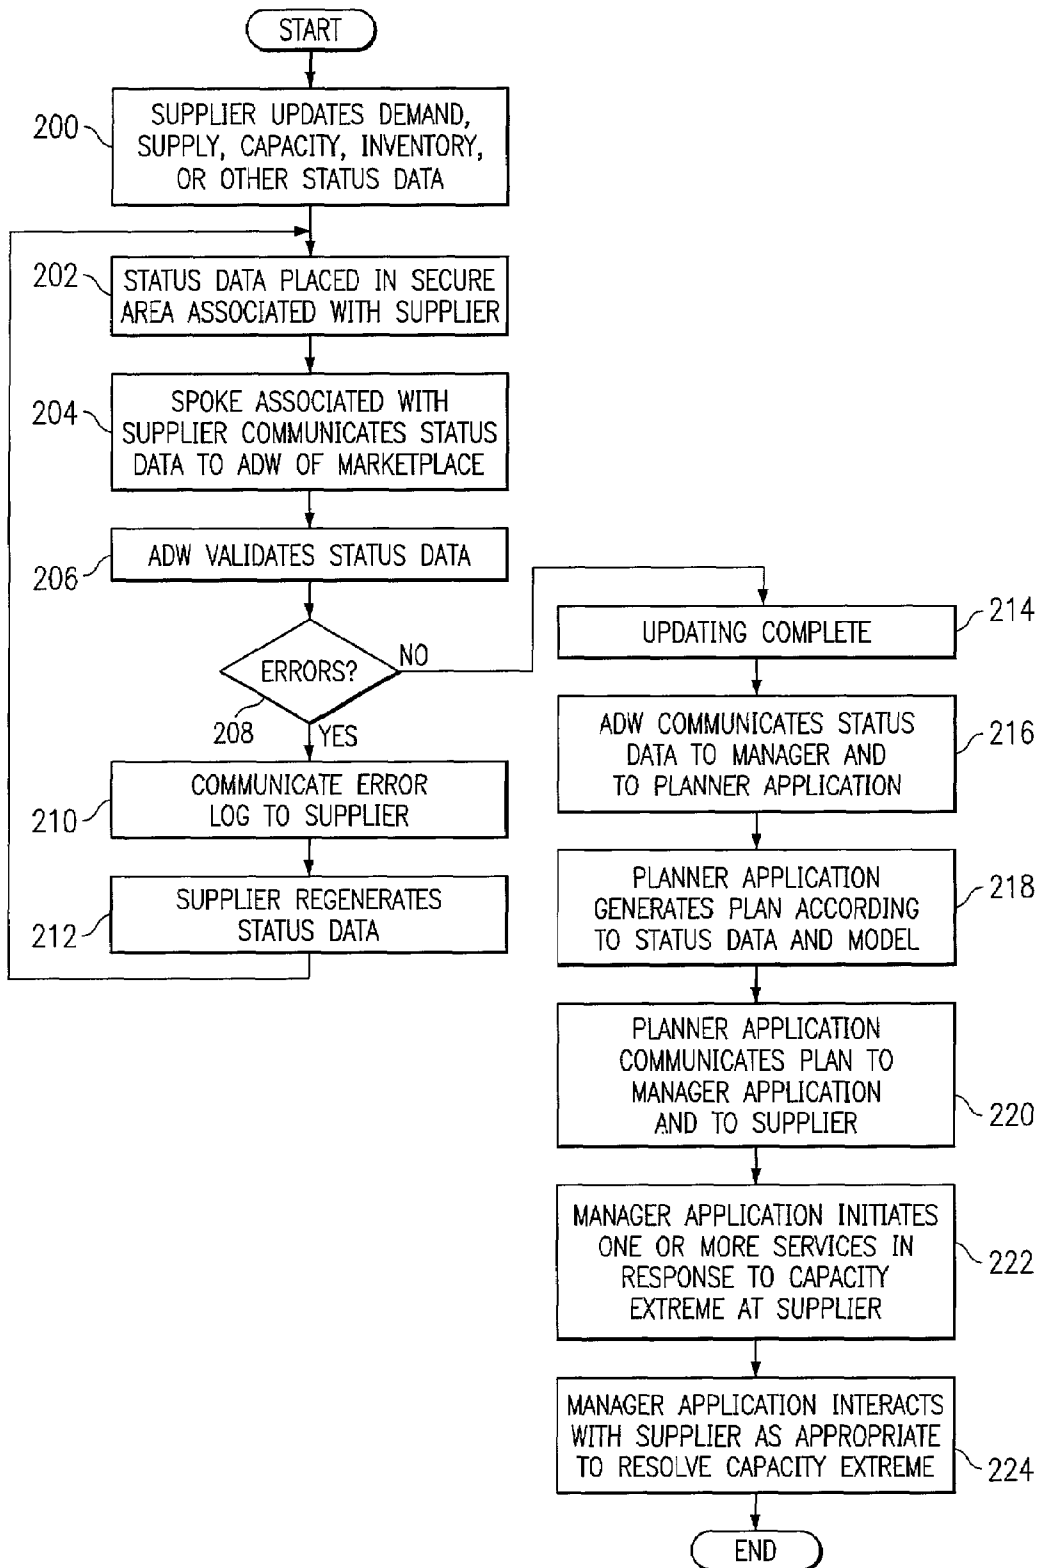 START
200
SUPPLIER UPDATES DEMAND,
SUPPLY, CAPACITY, INVENTORY,
OR OTHER STATUS DATA
202
STATUS DATA PLACED IN SECURE
AREA ASSOCIATED WITH SUPPLIER
204
SPOKE ASSOCIATED WITH
SUPPLIER COMMUNICATES STATUS
DATA TO ADW OF MARKETPLACE
206
ADW VALIDATES STATUS DATA
ERRORS?
NO
208
YES
210
COMMUNICATE ERROR
LOG TO SUPPLIER
212
SUPPLIER REGENERATES
STATUS DATA
UPDATING COMPLETE
214
ADW COMMUNICATES STATUS
DATA TO MANAGER AND
TO PLANNER APPLICATION
216
PLANNER APPLICATION
GENERATES PLAN ACCORDING
TO STATUS DATA AND MODEL
218
PLANNER APPLICATION
COMMUNICATES PLAN TO
MANAGER APPLICATION
AND TO SUPPLIER
220
MANAGER APPLICATION INITIATES
ONE OR MORE SERVICES IN
RESPONSE TO CAPACITY
EXTREME AT SUPPLIER
222
MANAGER APPLICATION INTERACTS
WITH SUPPLIER AS APPROPRIATE
TO RESOLVE CAPACITY EXTREME
224
END